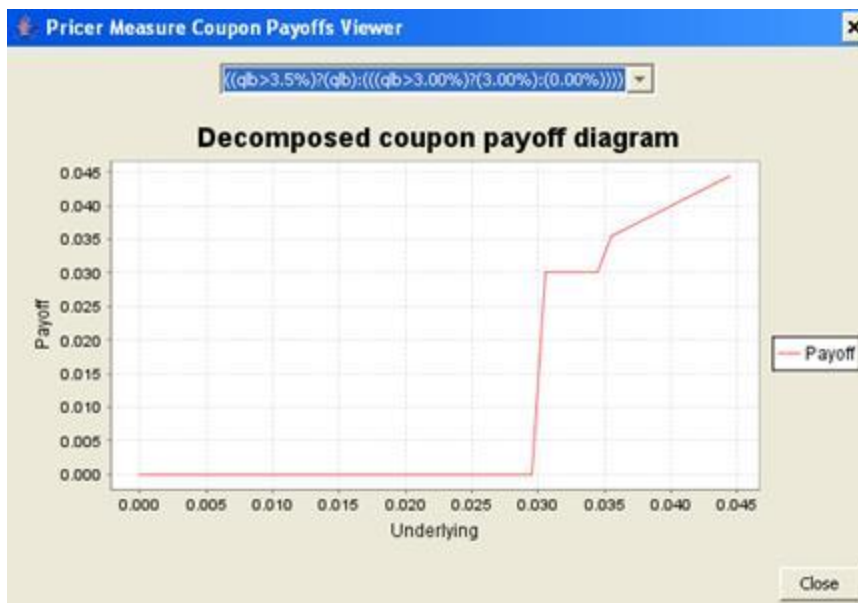 Pricer Measure Coupon Payoffs Viewer
((qlb>3.5%)?(qlb):(((qlb>3.00%)?(3.00%):(0.00%))))
Decomposed coupon payoff diagram
0.045
0.040
0.035
0.030
0.025
0.020
0.015
0.010
0.005
0.000
Payoff
0.000 0.005 0.010 0.015 0.020 0.025 0.030 0.035 0.040 0.045
Underlying
Payoff
Close